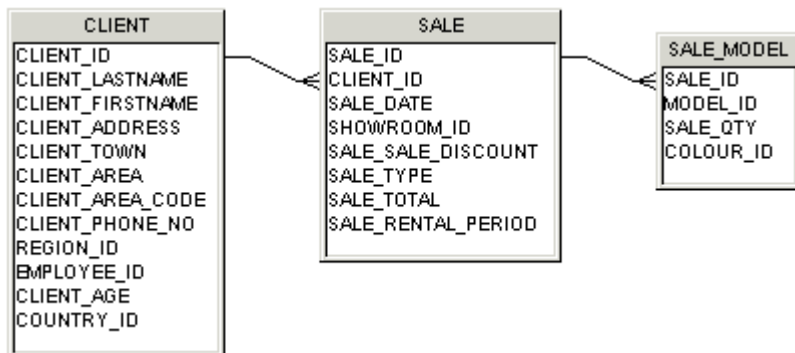 CLIENT
CLIENT_ID
CLIENT_LASTNAME
CLIENT_FIRSTNAME
CLIENT_ADDRESS
CLIENT_TOWN
CLIENT_AREA
CLIENT_AREA_CODE
CLIENT_PHONE_NO
REGION_ID
EMPLOYEE_ID
CLIENT_AGE
COUNTRY_ID
SALE
SALE_ID
CLIENT_ID
SALE_DATE
SHOWROOM_ID
SALE_SALE_DISCOUNT
SALE_TYPE
SALE_TOTAL
SALE_RENTAL_PERIOD
SALE_MODEL
SALE_ID
MODEL_ID
SALE_QTY
COLOUR_ID